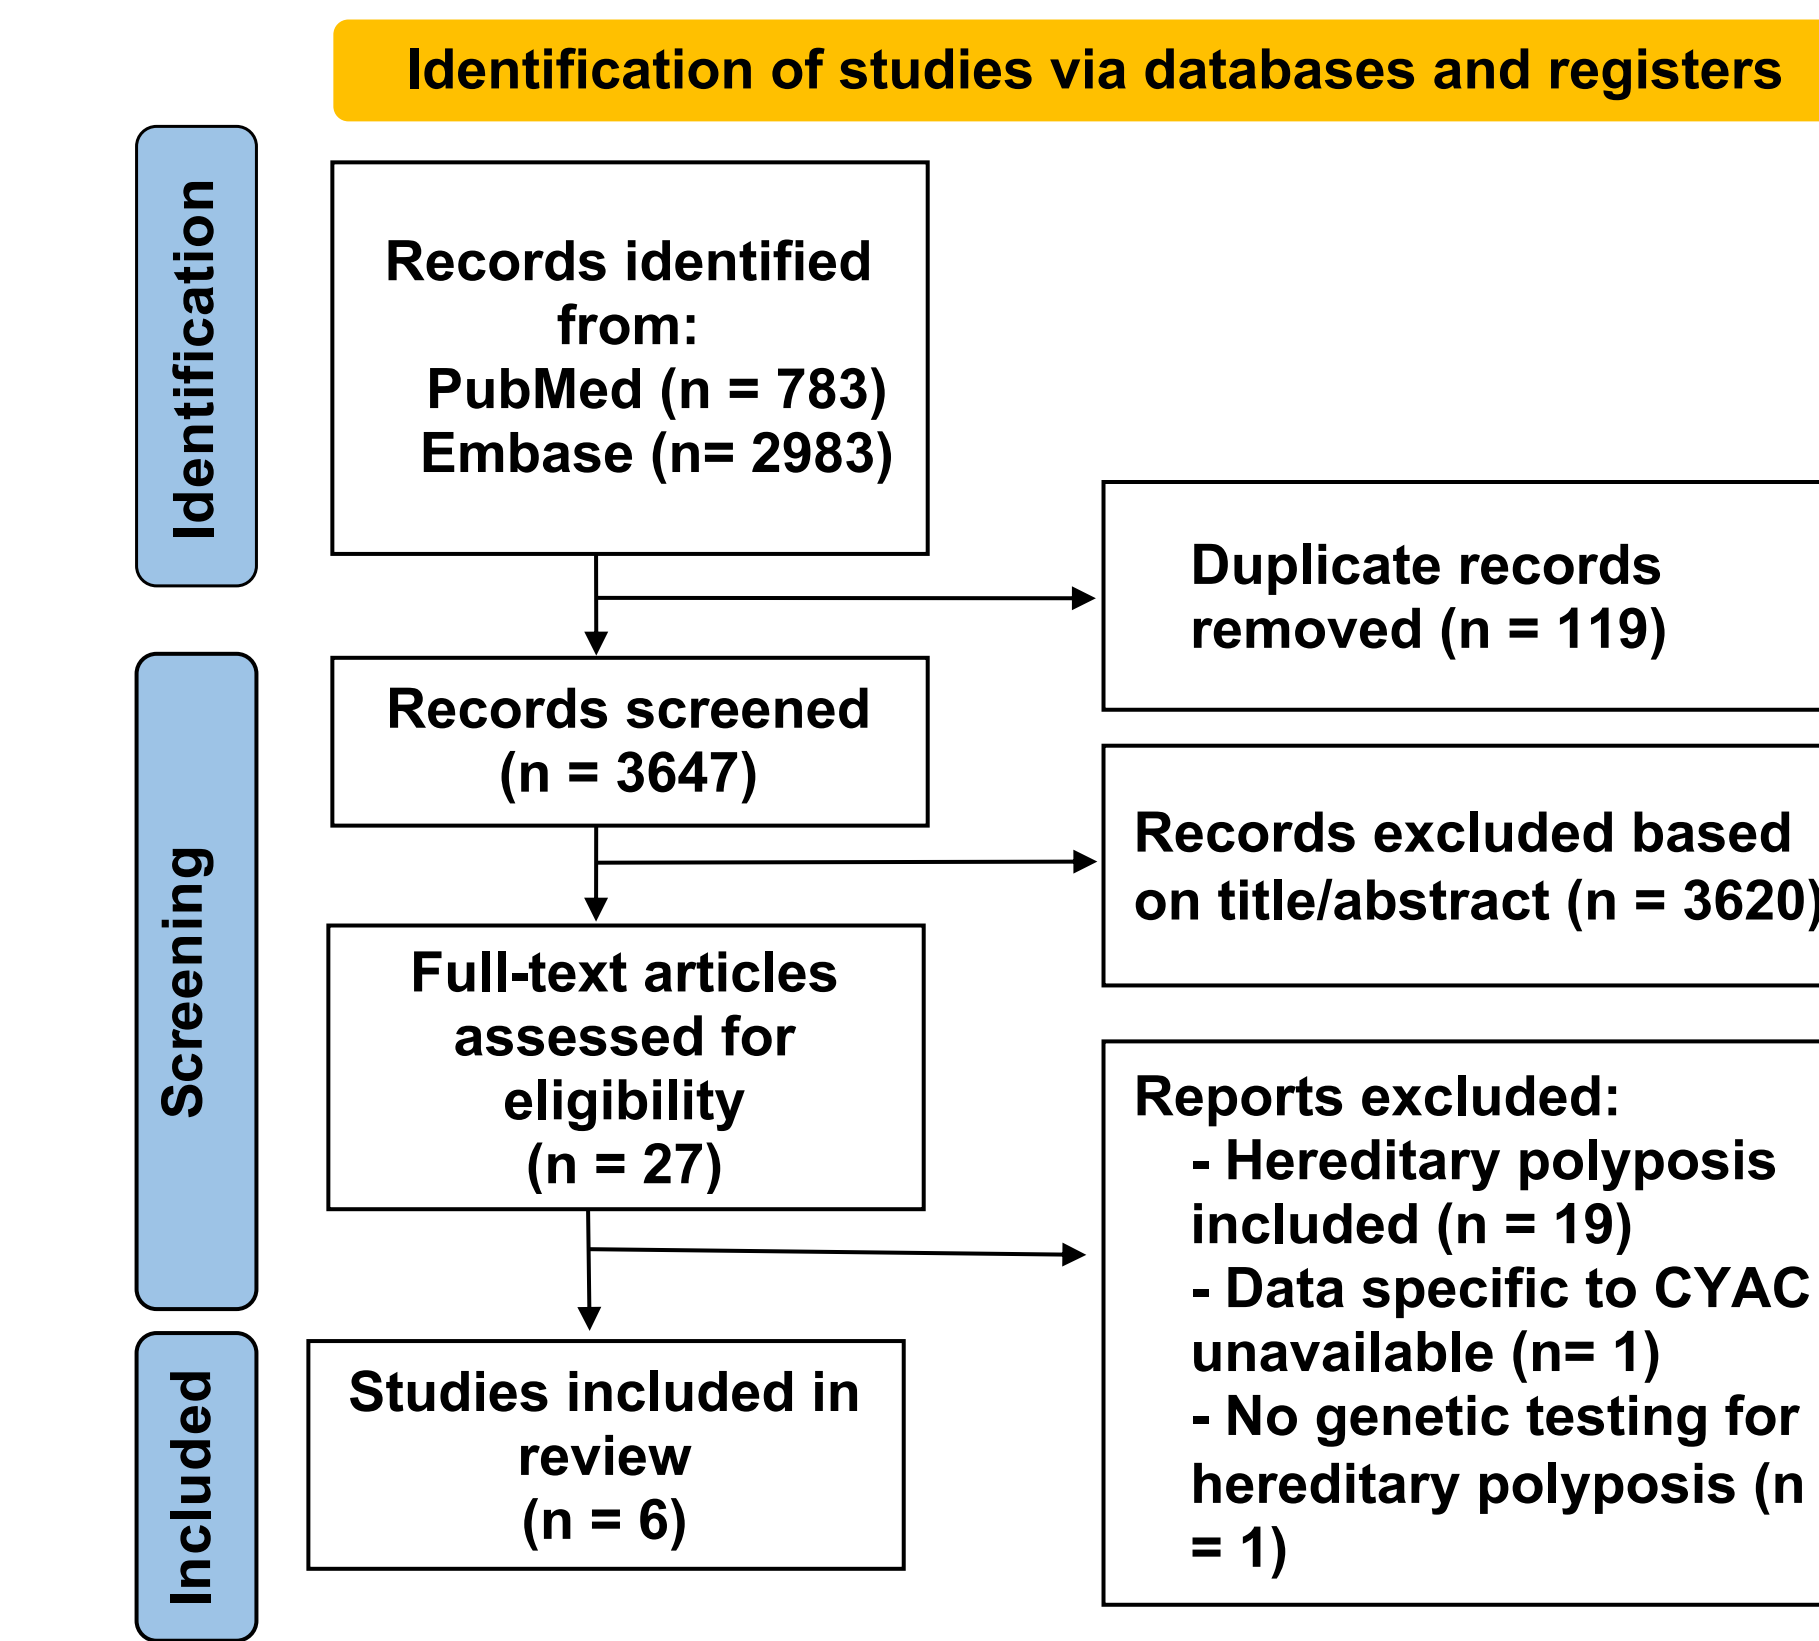 Identification of studies via databases and registers
Identification
Records identified
from:
PubMed (n = 783)
Embase (n= 2983)
Duplicate records
removed (n = 119)
Screening
Records screened
(n = 3647)
Records excluded based
on title/abstract (n = 3620)
Full-text articles
assessed for
eligibility
(n = 27)
Reports excluded:
- Hereditary polyposis
included (n = 19)
- Data specific to CYAC
unavailable (n= 1)
- No genetic testing for
hereditary polyposis (n
= 1)
Included
Studies included in
review
(n = 6)